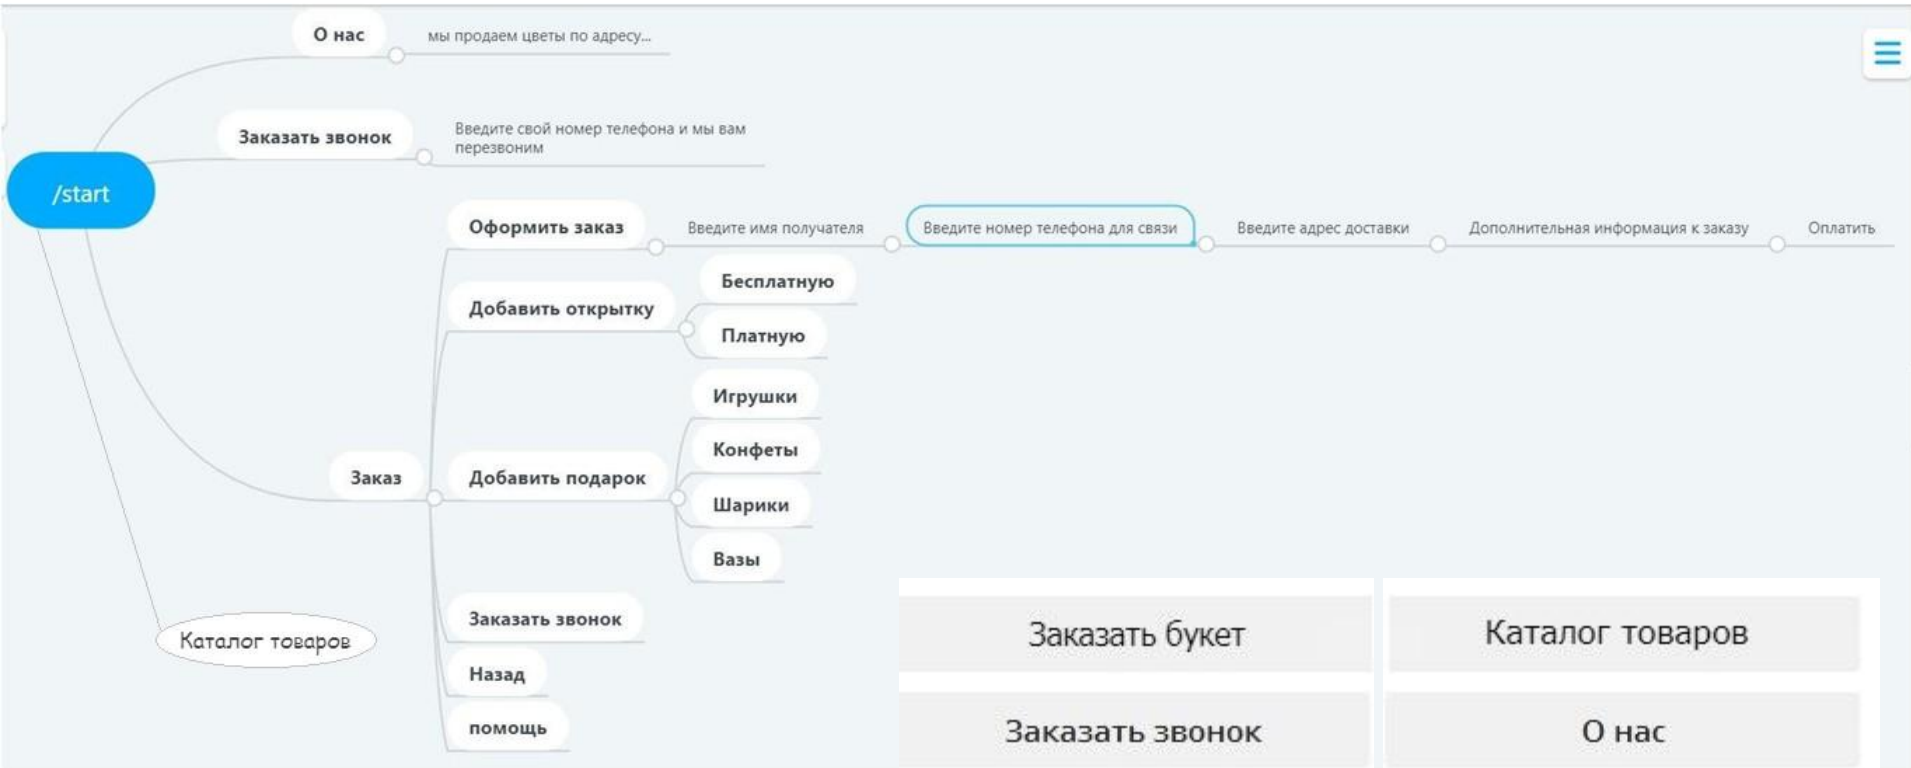 О нас
мы продаем цветы по адресу...
Заказать звонок
Введите свой номер телефона и мы вам
перезвоним
/start
Оформить заказ
Введите имя получателя
Введите номер телефона для связи
Введите адрес доставки
Дополнительная информация к заказу
Оплатить
Добавить открытку
Бесплатную
Платную
Заказ
Добавить подарок
Игрушки
Конфеты
Шарики
Вазы
Заказать звонок
Назад
помощь
Каталог товаров
Заказать букет
Каталог товаров
Заказать звонок
О нас